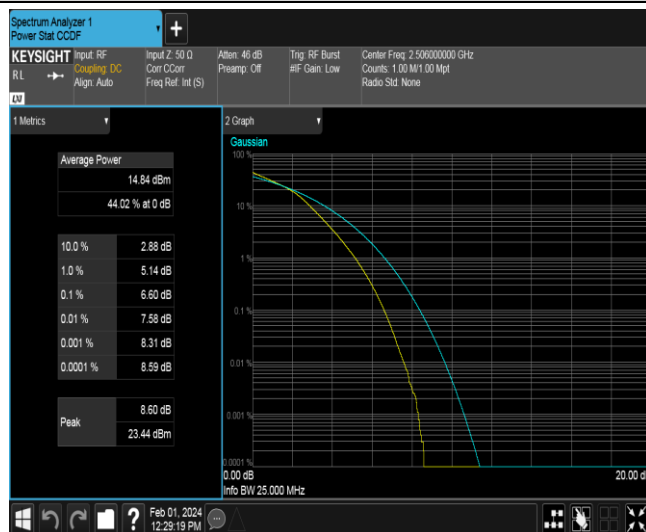 Spectrum Analyzer 1
Power Stat CCDF
+
KEYSIGHT
RL
LXI
Input: RF
Coupling: DC
Align: Auto
Input Z: 50 Ω
Corr CCorr
Freq Ref: Int (S)
Atten: 46 dB
Preamp: Off
Trig: RF Burst
#IF Gain: Low
Center Freq: 2.506000000 GHz
Counts: 1.00 M/1.00 Mpt
Radio Std: None
1 Metrics
Average Power
14.84 dBm
44.02 % at 0 dB
10.0 % 2.88 dB
1.0 % 5.14 dB
0.1 % 6.60 dB
0.01 % 7.58 dB
0.001 % 8.31 dB
0.0001 % 8.59 dB
Peak
8.60 dB
23.44 dBm
2 Graph
Gaussian
100 %
10 %
1 %
0.1 %
0.01 %
0.001 %
0.0001 %
0.00 dB
20.00 d
Info BW 25.000 MHz
?
Feb 01, 2024
12:29:19 PM